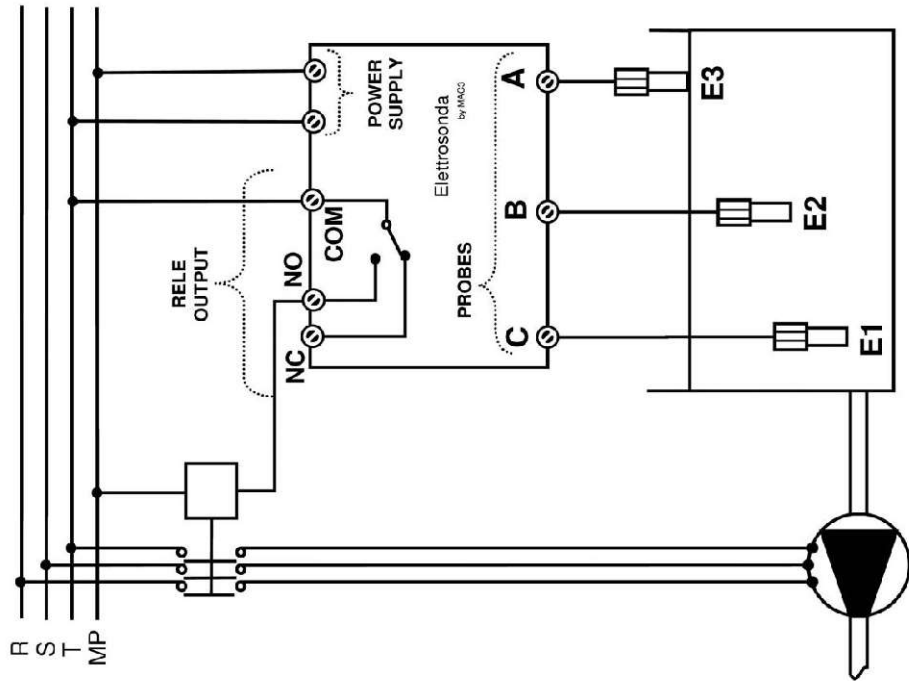 R
S
T
MP
RELE
OUTPUT
NC
NO
COM
POWER
SUPPLY
Elettrosonda
by MAC3
PROBES
C
B
A
E1
E2
E3